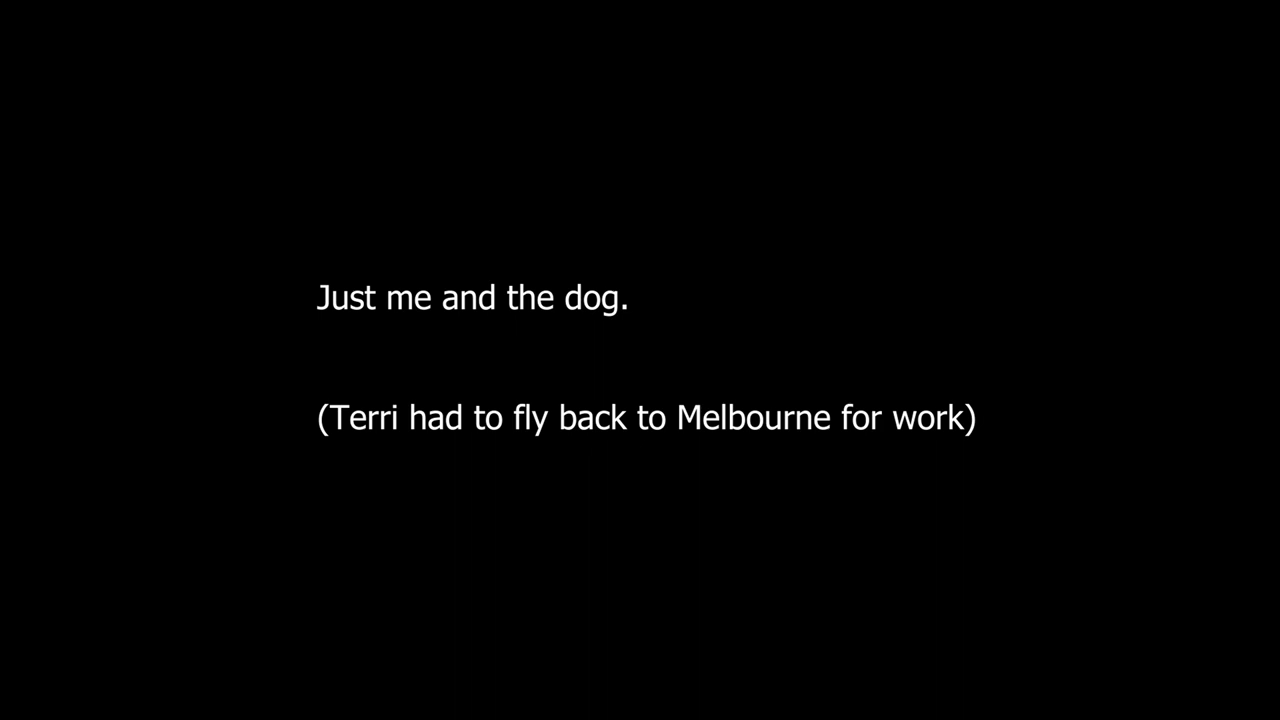 Just me and the dog.
(Terri had to fly back to Melbourne for work)